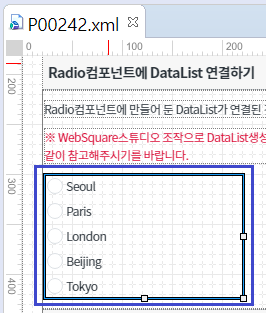 P00242.xml
0
100
200
200
Radio컴포넌트에 DataList 연결하기
Radio컴포넌트에 만들어 둔 DataList가 연결된
※ WebSquare스튜디오 조작으로 DataList생성
같이 참고해주시기를 바랍니다.
300
Seoul
Paris
London
Beijing
Tokyo
400